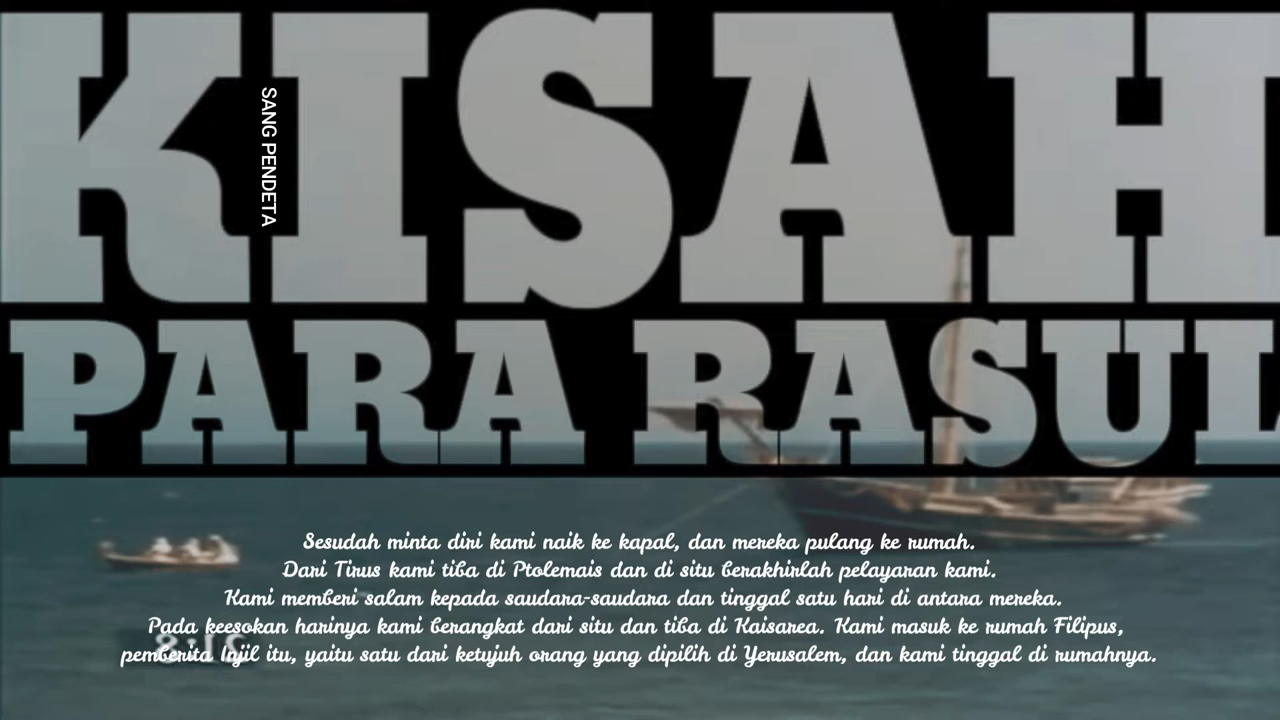 KISAH
SANG PENDETA
PARA RASUL
Sesudah minta diri kami naik ke kapal, dan mereka pulang ke rumah.
Dari Tirus kami tiba di Ptolemais dan di situ berakhirlah pelayaran kami.
Kami memberi salam kepada saudara-saudara dan tinggal satu hari di antara mereka.
Pada keesokan harinya kami berangkat dari situ dan tiba di Kaisarea. Kami masuk ke rumah Filipus,
pemberita Injil itu, yaitu satu dari ketujuh orang yang dipilih di Yerusalem, dan kami tinggal di rumahnya.